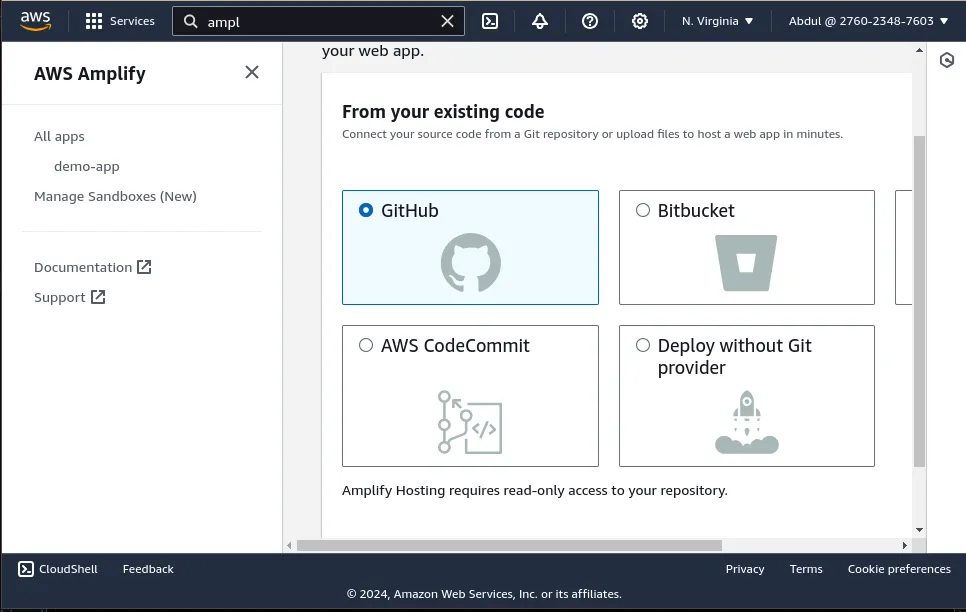 aws
Services
ampl
N. Virginia
Abdul @ 2760-2348-7603
AWS Amplify
All apps
demo-app
Manage Sandboxes (New)
Documentation
Support
your web app.
From your existing code
Connect your source code from a Git repository or upload files to host a web app in minutes.
GitHub
Bitbucket
AWS CodeCommit
Deploy without Git
provider
</>
Amplify Hosting requires read-only access to your repository.
CloudShell
Feedback
Privacy
Terms
Cookie preferences
© 2024, Amazon Web Services, Inc. or its affiliates.